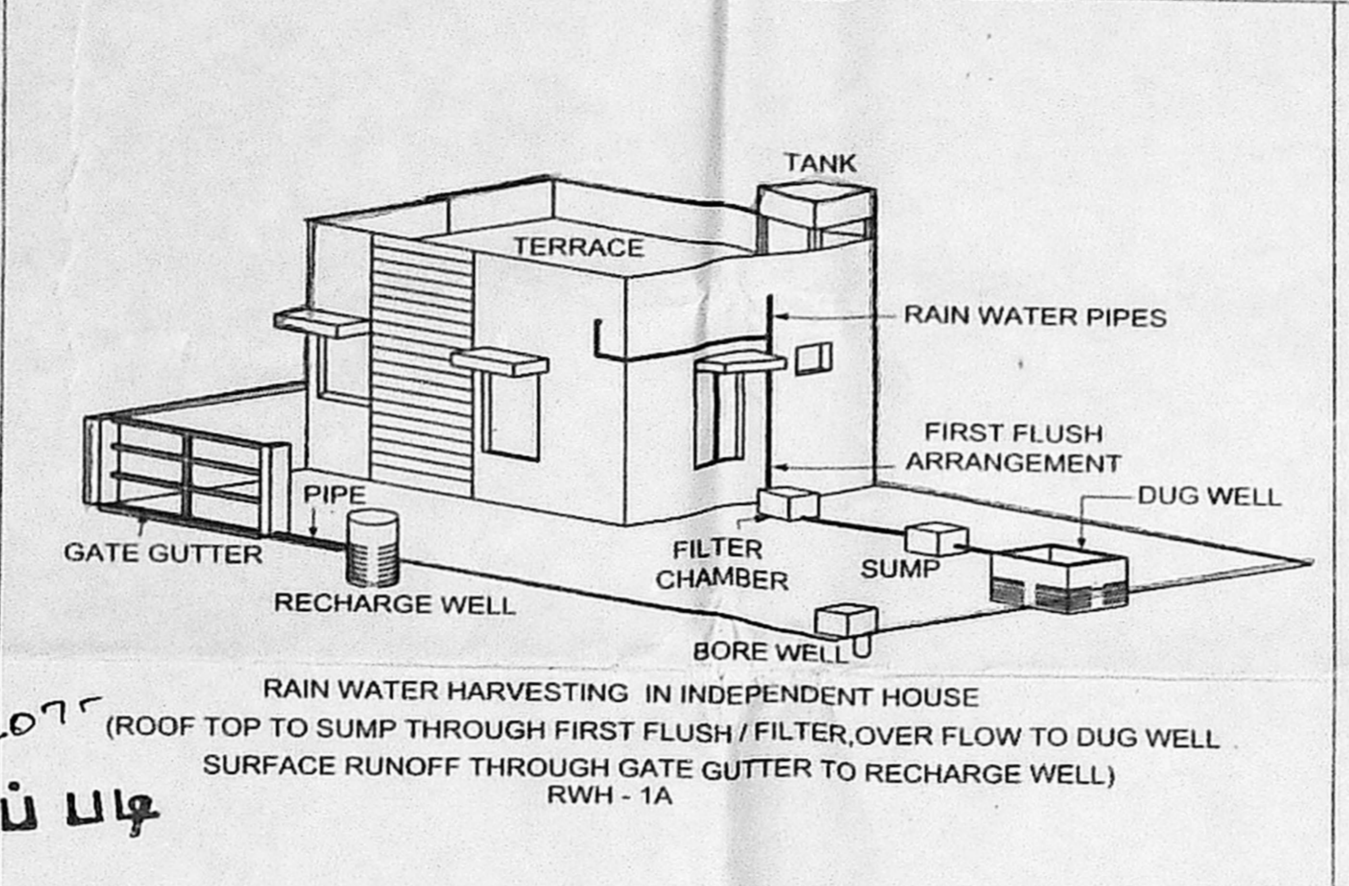 TANK
TERRACE
RAIN WATER PIPES
FIRST FLUSH
ARRANGEMENT
PIPE
DUG WELL
GATE GUTTER
FILTER
CHAMBER
SUMP
RECHARGE WELL
BORE WELL
RAIN WATER HARVESTING IN INDEPENDENT HOUSE
(ROOF TOP TO SUMP THROUGH FIRST FLUSH / FILTER,OVER FLOW TO DUG WELL
SURFACE RUNOFF THROUGH GATE GUTTER TO RECHARGE WELL)
RWH - 1A